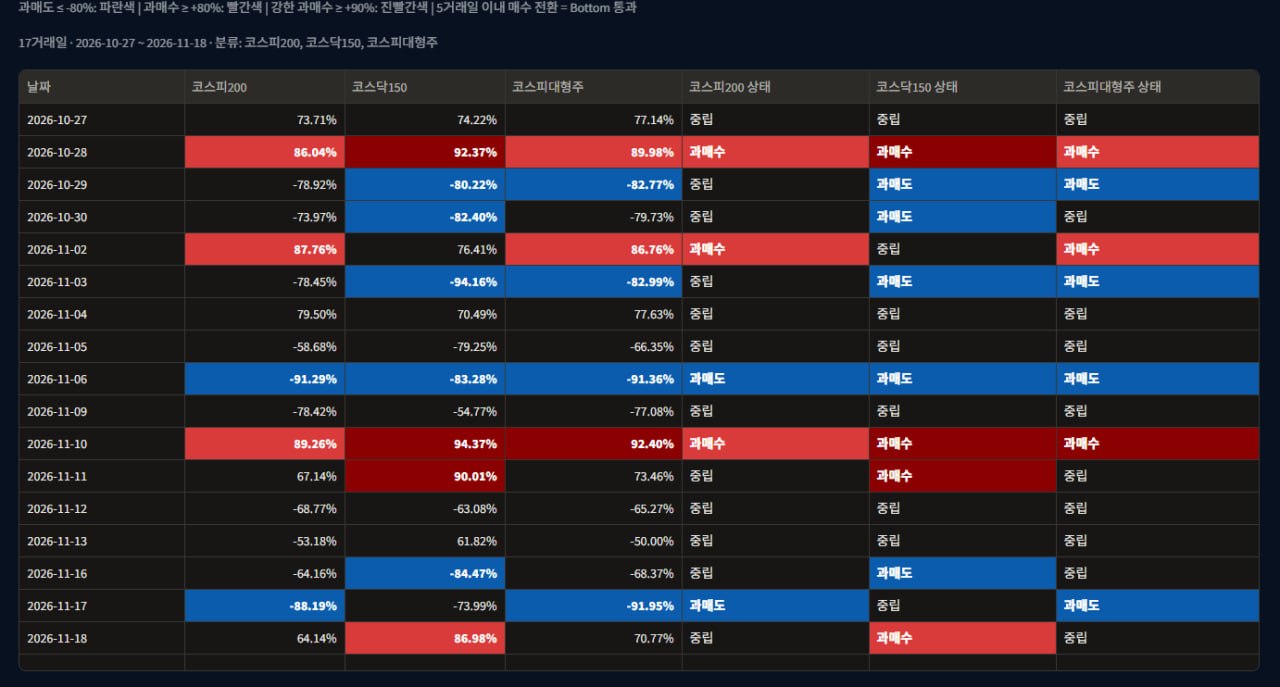 과매도 ≤ -80%: 파란색 | 과매수 ≥ +80%: 빨간색 | 강한 과매수 ≥ +90%: 진빨간색 | 5거래일 이내 매수 전환 = Bottom 통과
17거래일 · 2026-10-27 ~ 2026-11-18 · 분류: 코스피200, 코스닥150, 코스피대형주
날짜 코스피200 코스닥150 코스피대형주 코스피200 상태 코스닥150 상태 코스피대형주 상태
2026-10-27 73.71% 74.22% 77.14% 중립 중립 중립
2026-10-28 86.04% 92.37% 89.98% 과매수 과매수 과매수
2026-10-29 -78.92% -80.22% -82.77% 중립 과매도 과매도
2026-10-30 -73.97% -82.40% -79.73% 중립 과매도 중립
2026-11-02 87.76% 76.41% 86.76% 과매수 중립 과매수
2026-11-03 -78.45% -94.16% -82.99% 중립 과매도 과매도
2026-11-04 79.50% 70.49% 77.63% 중립 중립 중립
2026-11-05 -58.68% -79.25% -66.35% 중립 중립 중립
2026-11-06 -91.29% -83.28% -91.36% 과매도 과매도 과매도
2026-11-09 -78.42% -54.77% -77.08% 중립 중립 중립
2026-11-10 89.26% 94.37% 92.40% 과매수 과매수 과매수
2026-11-11 67.14% 90.01% 73.46% 중립 과매수 중립
2026-11-12 -68.77% -63.08% -65.27% 중립 중립 중립
2026-11-13 -53.18% 61.82% -50.00% 중립 중립 중립
2026-11-16 -64.16% -84.47% -68.37% 중립 과매도 중립
2026-11-17 -88.19% -73.99% -91.95% 과매도 중립 과매도
2026-11-18 64.14% 86.98% 70.77% 중립 과매수 중립